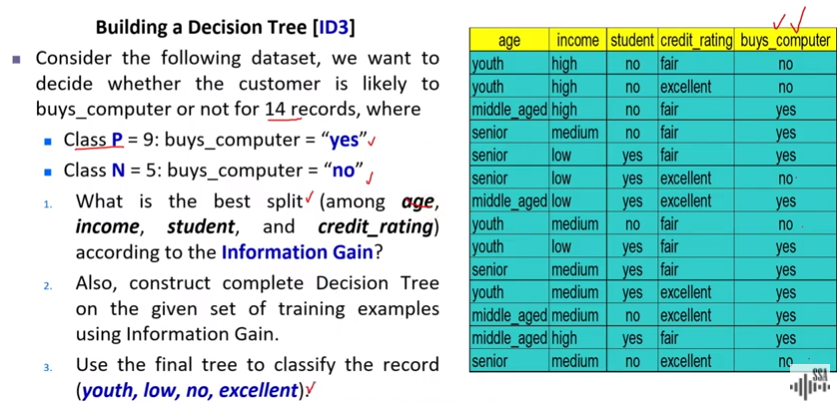 Building a Decision Tree [ID3]
Consider the following dataset, we want to
decide whether the customer is likely to
buys_computer or not for 14 records, where
Class P = 9: buys_computer = “yes”
Class N = 5: buys_computer = “no”
1. What is the best split (among age,
income, student, and credit_rating)
according to the Information Gain?
2. Also, construct complete Decision Tree
on the given set of training examples
using Information Gain.
3. Use the final tree to classify the record
(youth, low, no, excellent)?
age income student credit_rating buys_computer
youth high no fair no
youth high no excellent no
middle_aged high no fair yes
senior medium no fair yes
senior low yes fair yes
senior low yes excellent no
middle_aged low yes excellent yes
youth medium no fair no
youth low yes fair yes
senior medium yes fair yes
youth medium yes excellent yes
middle_aged medium no excellent yes
middle_aged high yes fair yes
senior medium no excellent no
SSA